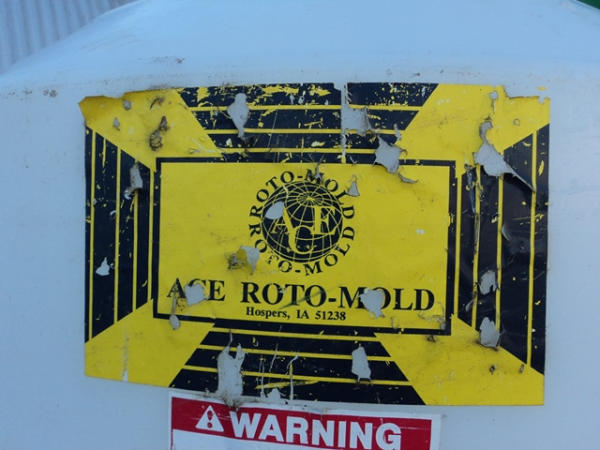 ROTO-MOLD
ACE
ROTO-MOLD
ACE ROTO-MOLD
Hospers, IA 51238
WARNING